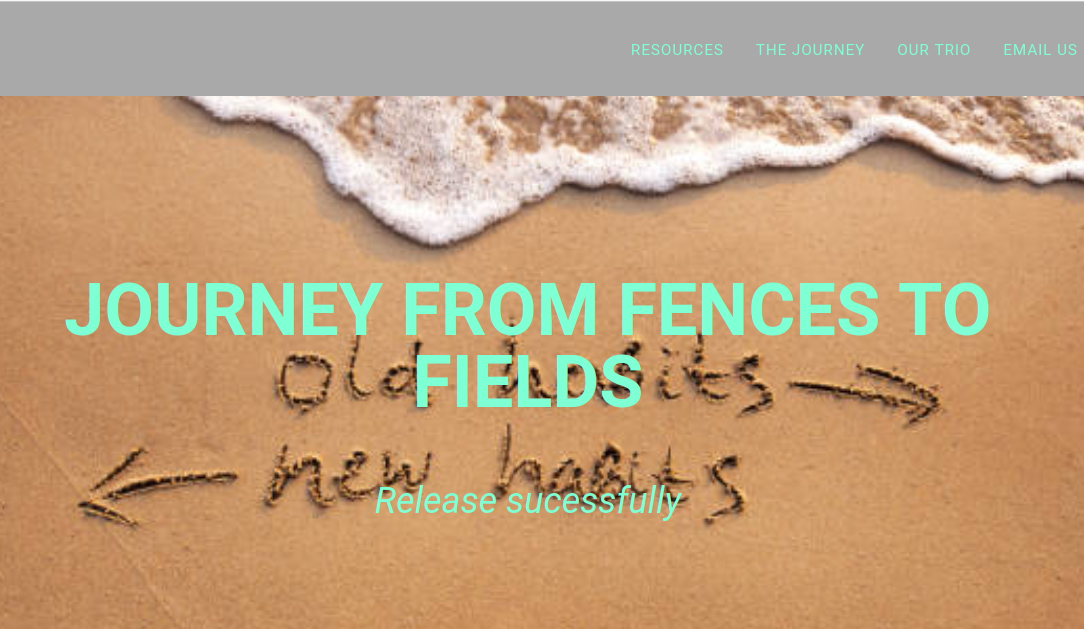 RESOURCES THE JOURNEY OUR TRIO EMAIL US
JOURNEY FROM FENCES TO
FIELDS
old habits
new habits
Release sucessfully